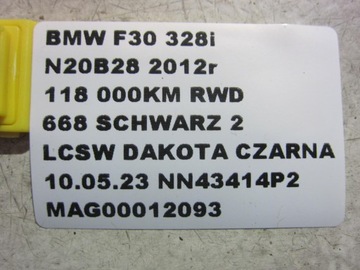 BMW F30 328i
N20B28 2012r
118 000KM RWD
668 SCHWARZ 2
LCSW DAKOTA CZARNA
10.05.23 NN43414P2
MAG00012093